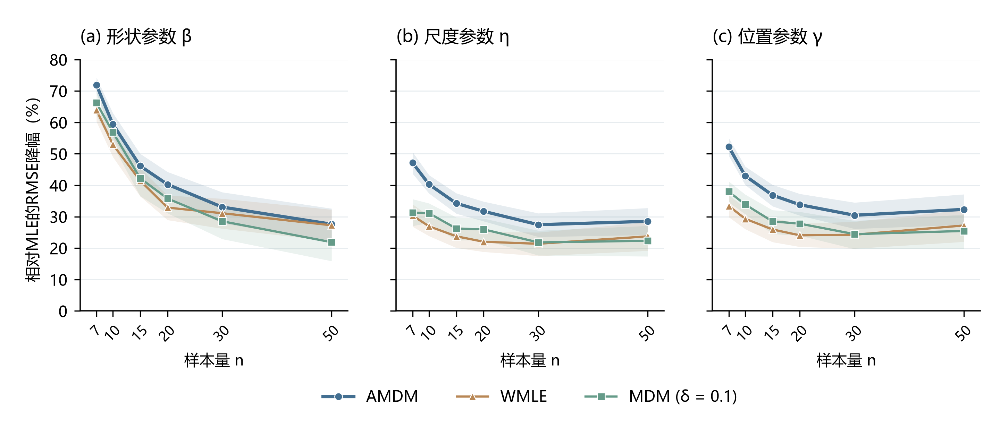 (a) 形状参数 β
(b) 尺度参数 η
(c) 位置参数 γ
相对MLE的RMSE降幅（%）
80
70
60
50
40
30
20
10
0
7 10 15 20 30 50
7 10 15 20 30 50
7 10 15 20 30 50
样本量 n
样本量 n
样本量 n
AMDM WMLE MDM (δ = 0.1)